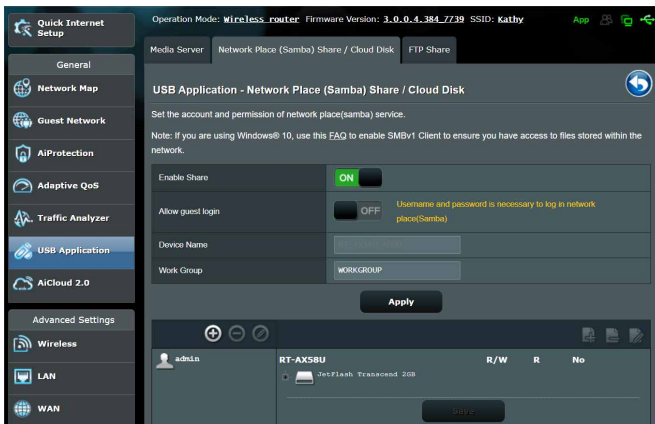 Quick Internet
Setup
Operation Mode: Wireless router Firmware Version: 3.0.0.4.384_7739 SSID: Kathy
App
Media Server
Network Place (Samba) Share / Cloud Disk
FTP Share
General
Network Map
Guest Network
AiProtection
Adaptive QoS
Traffic Analyzer
USB Application
AiCloud 2.0
Advanced Settings
Wireless
LAN
WAN
USB Application - Network Place (Samba) Share / Cloud Disk
Set the account and permission of network place(samba) service.
Note: If you are using Windows® 10, use this FAQ to enable SMBv1 Client to ensure you have access to files stored within the
network.
Enable Share
ON
Allow guest login
OFF
Username and password is necessary to log in network
place(Samba)
Device Name
Work Group
WORKGROUP
Apply
admin
RT-AX58U
R/W
R
No
JetFlash Transcend 2GB
Save